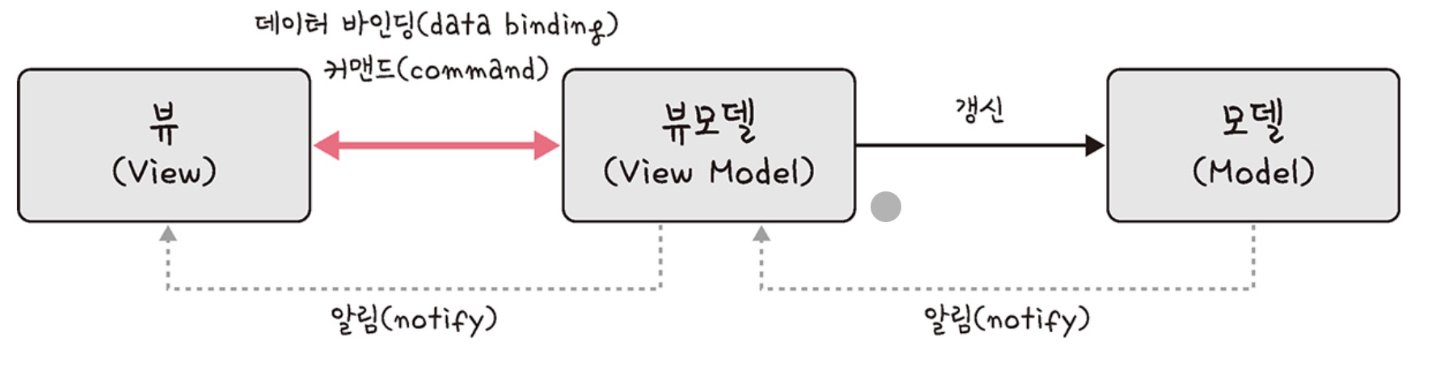 데이터 바인딩(data binding)
커맨드(command)
뷰
(View)
뷰모델
(View Model)
갱신
모델
(Model)
알림(notify)
알림(notify)